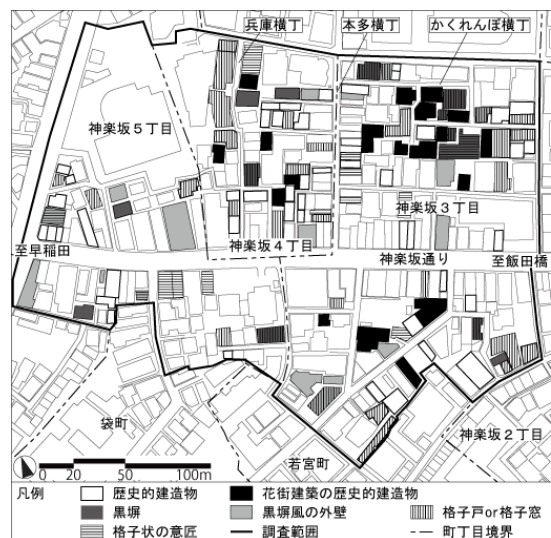 兵庫横丁
本多横丁
かくれんぼ横丁
神楽坂5丁目
神楽坂3丁目
神楽坂4丁目
至早稲田
神楽坂通り
至飯田橋
袋町
若宮町
神楽坂2丁目
0 20 50 100m
凡例
歴史的建造物
花街建築の歴史的建造物
黒塀
黒塀風の外壁
格子戸or格子窓
格子状の意匠
調査範囲
町丁目境界